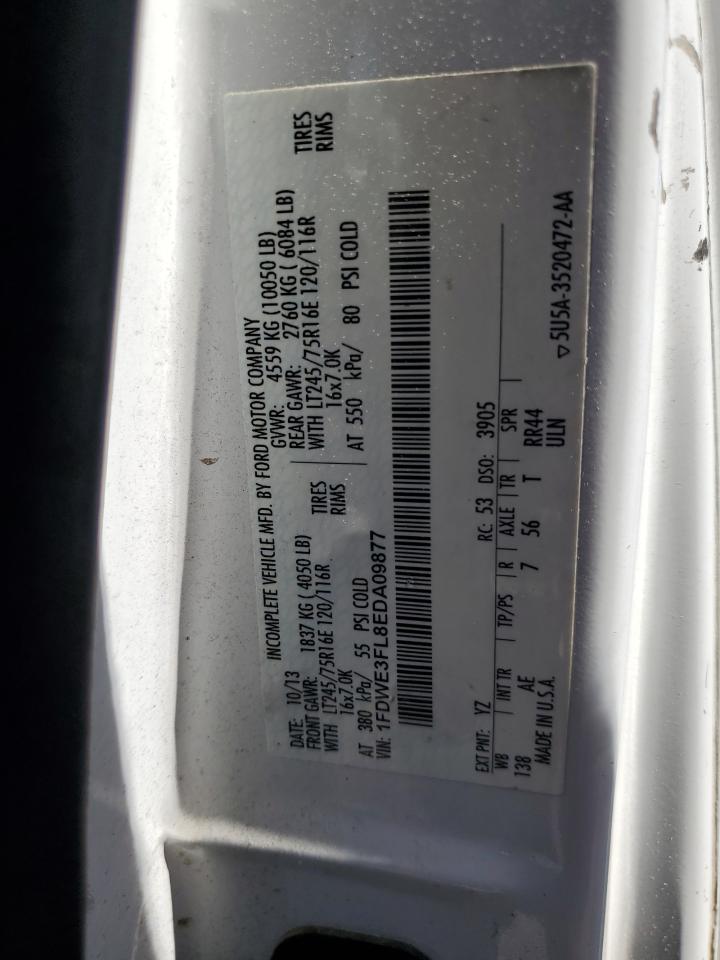 INCOMPLETE VEHICLE MFD. BY FORD MOTOR COMPANY
DATE: 10/13 GVWR: 4559 KG (10050 LB)
FRONT GAWR: 1837 KG ( 4050 LB) REAR GAWR: 2760 KG ( 6084 LB)
WITH LT245/75R16E 120/116R TIRES WITH LT245/75R16E 120/116R TIRES
16x7.0K RIMS 16x7.0K RIMS
AT 380 kPa/ 55 PSI COLD AT 550 kPa/ 80 PSI COLD
VIN: 1FDWE3FL8EDA09877
EXT PNT: YZ RC: 53 DSO: 3905
WB INT TR TP/PS R AXLE TR SPR
138 AE 7 56 T RR44
MADE IN U.S.A. ULN
▽5U5A-3520472-AA